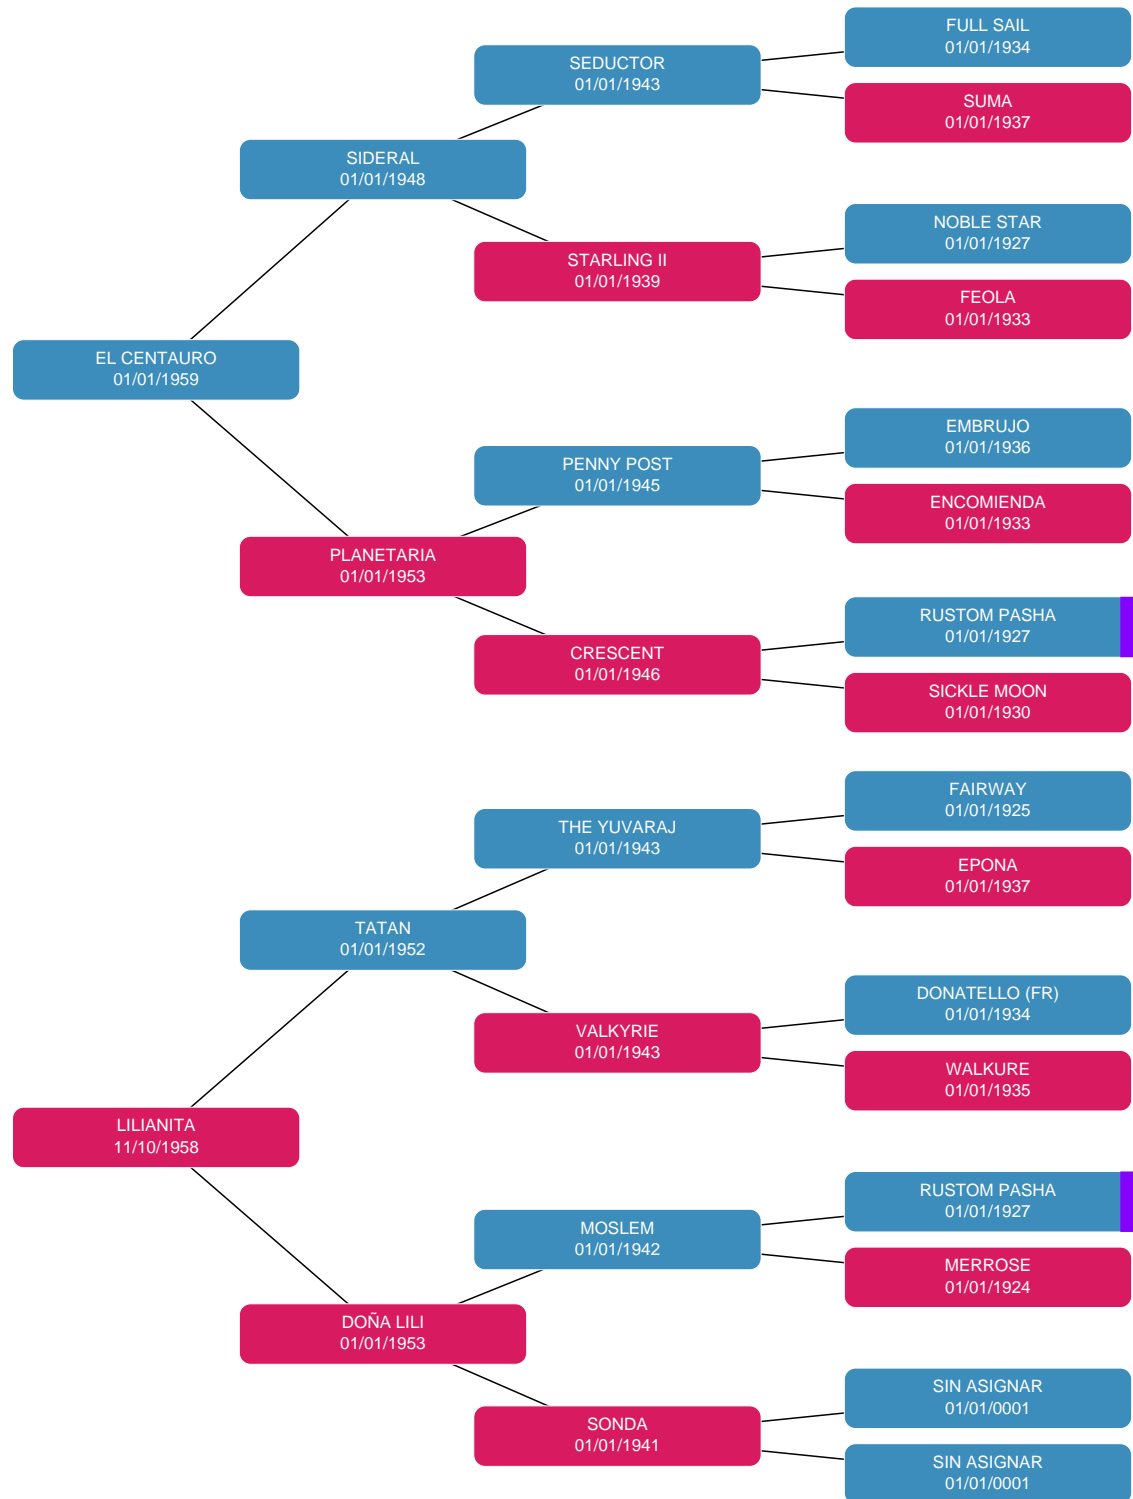 FULL SAIL
01/01/1934
SEDUCTOR
01/01/1943
SUMA
01/01/1937
SIDERAL
01/01/1948
NOBLE STAR
01/01/1927
STARLING II
01/01/1939
FEOLA
01/01/1933
EL CENTAURO
01/01/1959
EMBRUJO
01/01/1936
PENNY POST
01/01/1945
ENCOMIENDA
01/01/1933
PLANETARIA
01/01/1953
RUSTOM PASHA
01/01/1927
CRESCENT
01/01/1946
SICKLE MOON
01/01/1930
FAIRWAY
01/01/1925
THE YUVARAJ
01/01/1943
EPONA
01/01/1937
TATAN
01/01/1952
DONATELLO (FR)
01/01/1934
VALKYRIE
01/01/1943
WALKURE
01/01/1935
LILIANITA
11/10/1958
RUSTOM PASHA
01/01/1927
MOSLEM
01/01/1942
MERROSE
01/01/1924
DOÑA LILI
01/01/1953
SIN ASIGNAR
01/01/0001
SONDA
01/01/1941
SIN ASIGNAR
01/01/0001